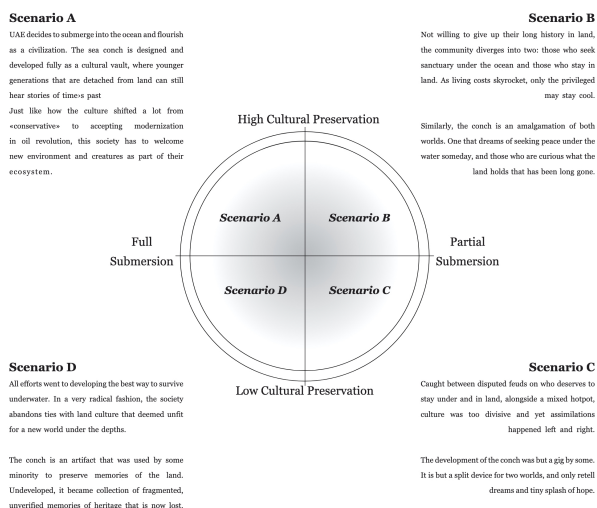 Scenario A
UAE decides to submerge into the ocean and flourish
as a civilization. The sea conch is designed and
developed fully as a cultural vault, where younger
generations that are detached from land can still
hear stories of time›s past
Just like how the culture shifted a lot from
«conservative» to accepting modernization
in oil revolution, this society has to welcome
new environment and creatures as part of their
ecosystem.
Scenario B
Not willing to give up their long history in land,
the community diverges into two: those who seek
sanctuary under the ocean and those who stay in
land. As living costs skyrocket, only the privileged
may stay cool.
Similarly, the conch is an amalgamation of both
worlds. One that dreams of seeking peace under the
water someday, and those who are curious what the
land holds that has been long gone.
High Cultural Preservation
Scenario A
Scenario B
Full
Submersion
Partial
Submersion
Scenario D
Scenario C
Low Cultural Preservation
Scenario D
All efforts went to developing the best way to survive
underwater. In a very radical fashion, the society
abandons ties with land culture that deemed unfit
for a new world under the depths.
The conch is an artifact that was used by some
minority to preserve memories of the land.
Undeveloped, it became collection of fragmented,
unverified memories of heritage that is now lost.
Scenario C
Caught between disputed feuds on who deserves to
stay under and in land, alongside a mixed hotpot,
culture was too divisive and yet assimilations
happened left and right.
The development of the conch was but a gig by some.
It is but a split device for two worlds, and only retell
dreams and tiny splash of hope.